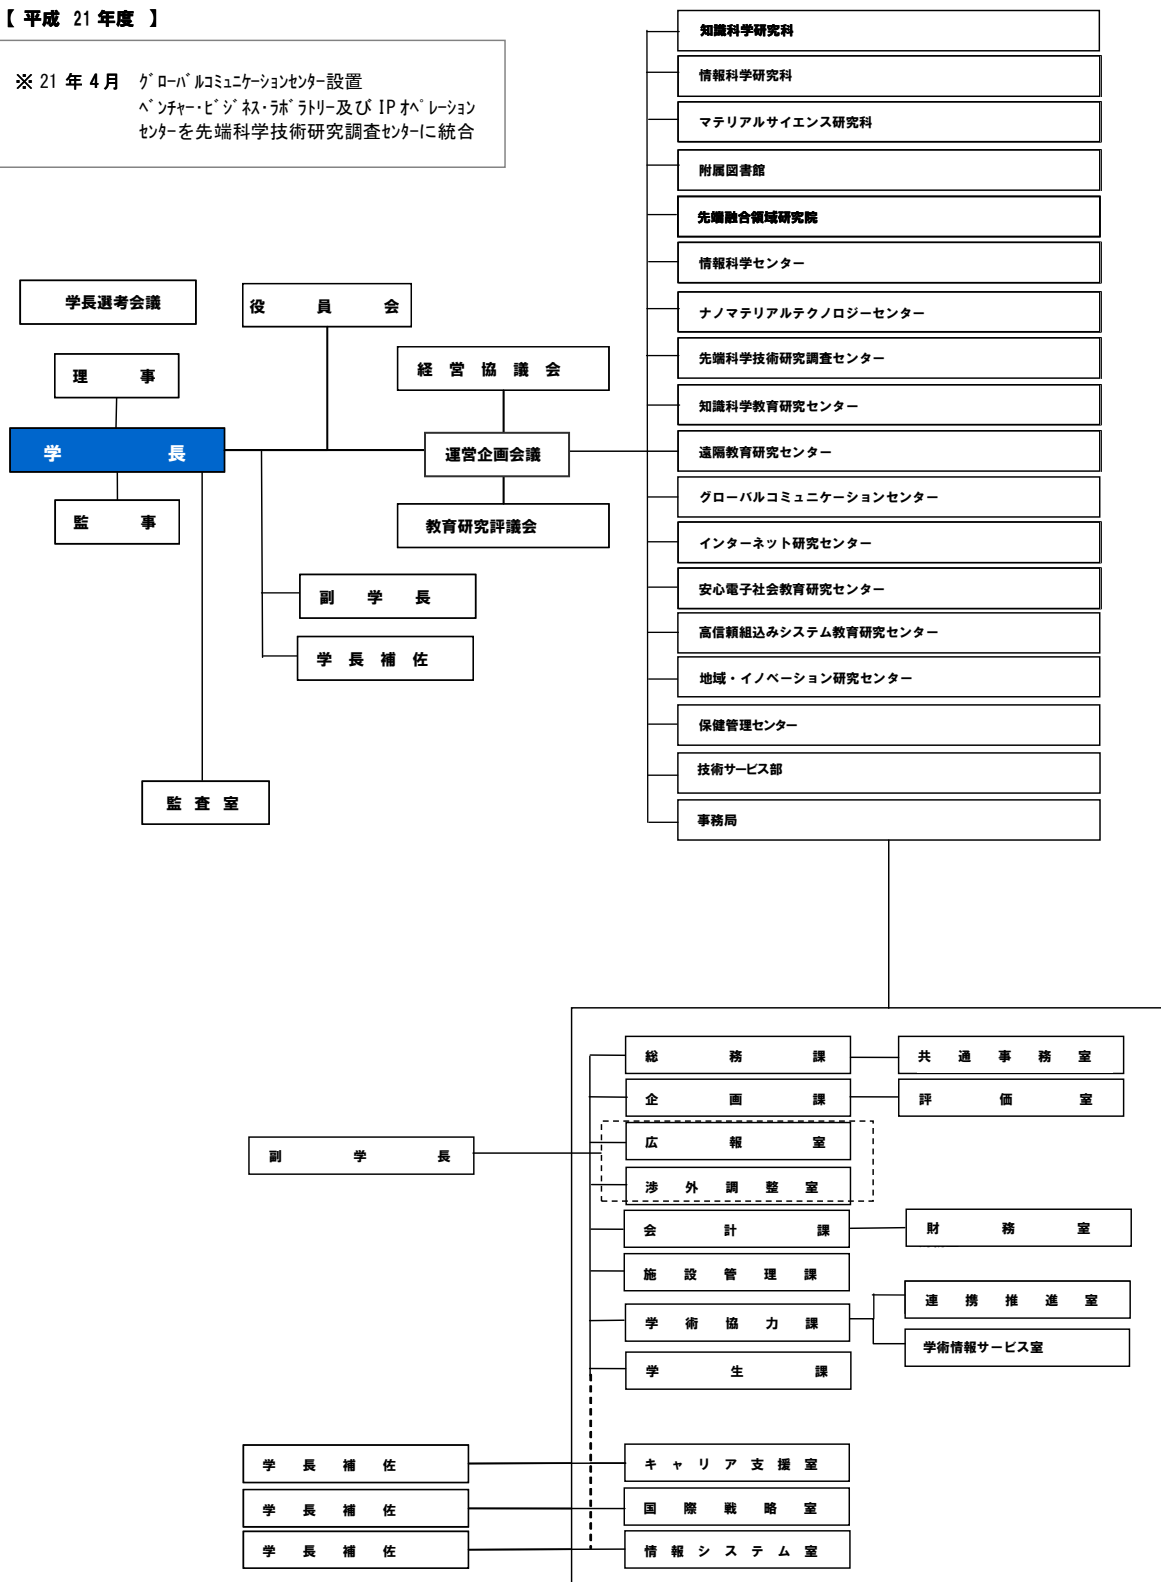 【 平成 21 年度 】
※ 21 年 4 月 グローバルコミュニケーションセンター設置
ベンチャー・ビジネス・ラボラトリー及び IP オペレーション
センターを先端科学技術研究調査センターに統合
知識科学研究科
情報科学研究科
マテリアルサイエンス研究科
附属図書館
先端融合領域研究院
情報科学センター
ナノマテリアルテクノロジーセンター
先端科学技術研究調査センター
知識科学教育研究センター
遠隔教育研究センター
グローバルコミュニケーションセンター
インターネット研究センター
安心電子社会教育研究センター
高信頼組込みシステム教育研究センター
地域・イノベーション研究センター
保健管理センター
技術サービス部
事務局
学長選考会議
役員会
理事
経営協議会
学長
運営企画会議
監事
教育研究評議会
副学長
学長補佐
監査室
総務課
共通事務室
企画課
評価室
副学長
広報室
渉外調整室
会計課
財務室
施設管理課
学術協力課
連携推進室
学術情報サービス室
学生課
学長補佐
キャリア支援室
学長補佐
国際戦略室
学長補佐
情報システム室